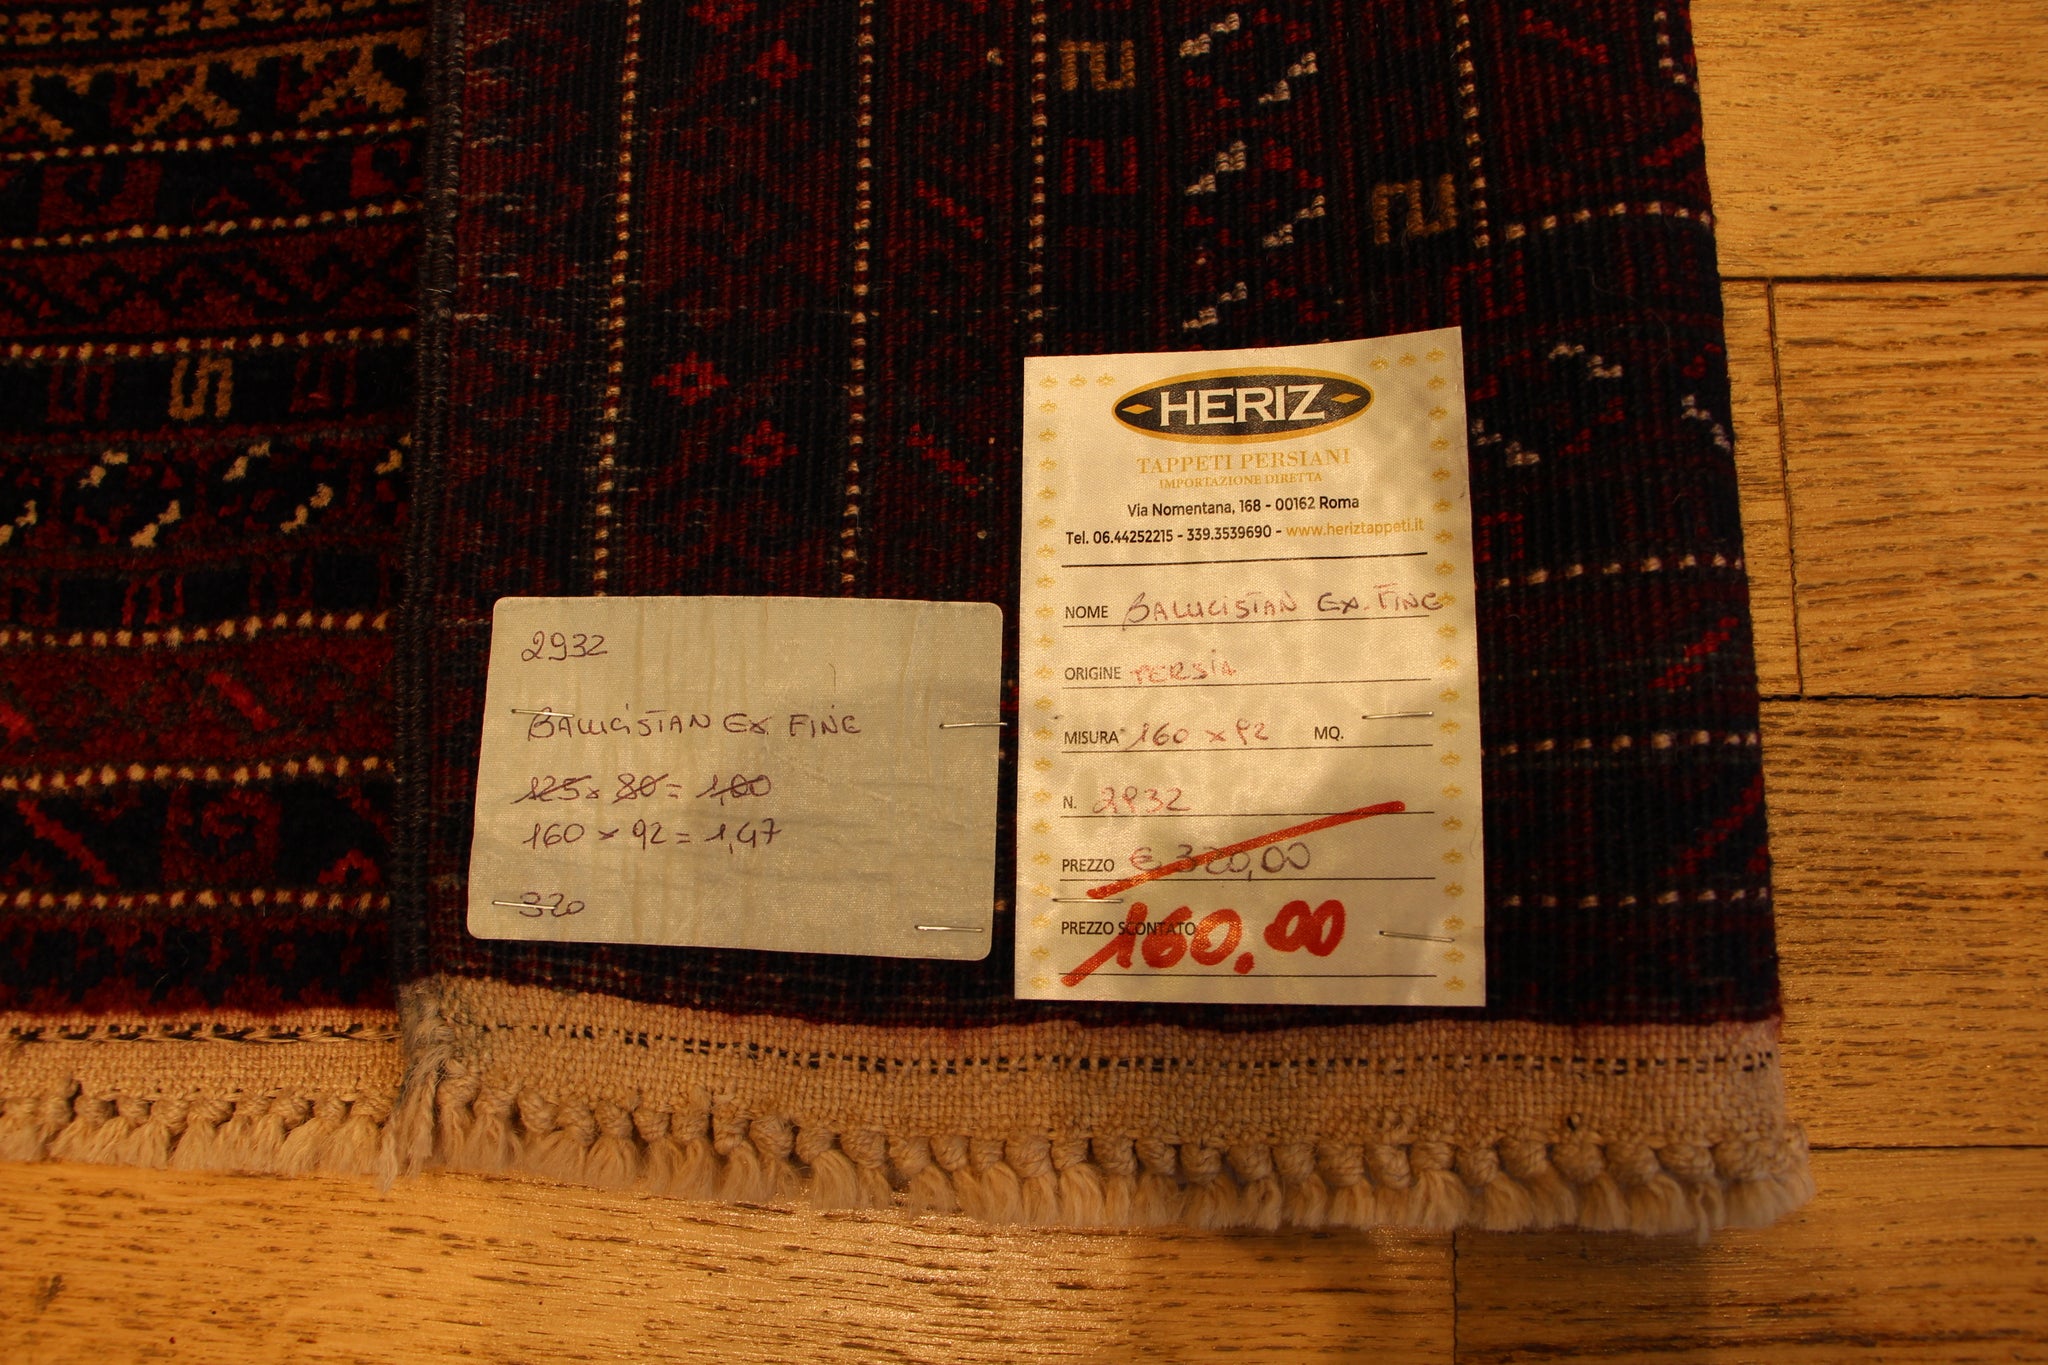 2932
BALUCISTAN EX. FINE
125 x 80 = 1,00
160 x 92 = 1,47
320
HERIZ
TAPPETI PERSIANI
IMPORTAZIONE DIRETTA
Via Nomentana, 168 - 00162 Roma
Tel. 06.44252215 - 339.3539690 - www.heriztappeti.it
NOME BALUCISTAN EX. FINE
ORIGINE PERSIA
MISURA 160 x 92 MQ.
N. 2932
PREZZO € 320,00
PREZZO SCONTATO 160.00